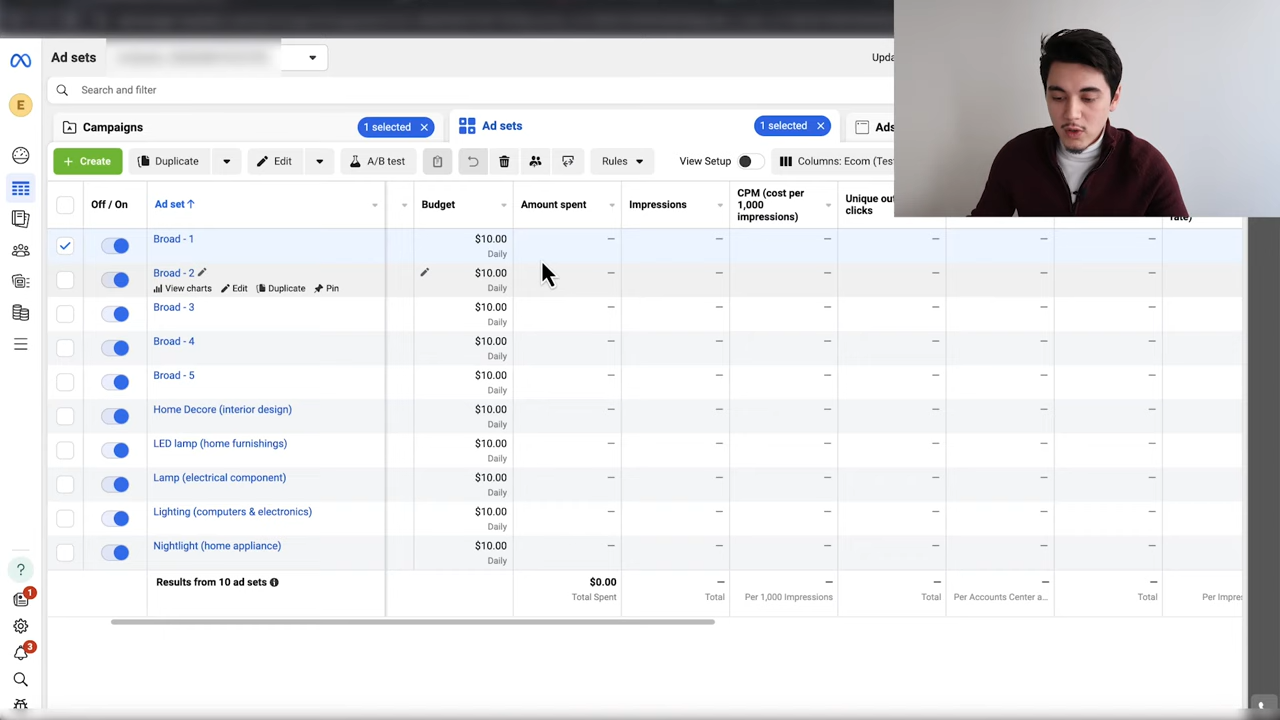 Ad sets
Upda
E
Search and filter
Campaigns
1 selected
Ad sets
1 selected
Ads
+ Create
Duplicate
Edit
A/B test
Rules
View Setup
Columns: Ecom (Tes
Off / On
Ad set
Budget
Amount spent
Impressions
CPM (cost per
1,000
impressions)
Unique ou
clicks
rate)
Broad - 1
$10.00
Daily
–
–
–
–
–
–
Broad - 2
$10.00
View charts
Edit
Duplicate
Pin
Daily
–
–
–
–
–
–
Broad - 3
$10.00
Daily
–
–
–
–
–
–
Broad - 4
$10.00
Daily
–
–
–
–
–
–
Broad - 5
$10.00
Daily
–
–
–
–
–
–
Home Decore (interior design)
$10.00
Daily
–
–
–
–
–
–
LED lamp (home furnishings)
$10.00
Daily
–
–
–
–
–
–
Lamp (electrical component)
$10.00
Daily
–
–
–
–
–
–
Lighting (computers & electronics)
$10.00
Daily
–
–
–
–
–
–
Nightlight (home appliance)
$10.00
Daily
–
–
–
–
–
–
Results from 10 ad sets
$0.00
Total Spent
–
Total
–
Per 1,000 Impressions
–
Total
–
Per Accounts Center a...
–
Total
Per Impres
?
1
3